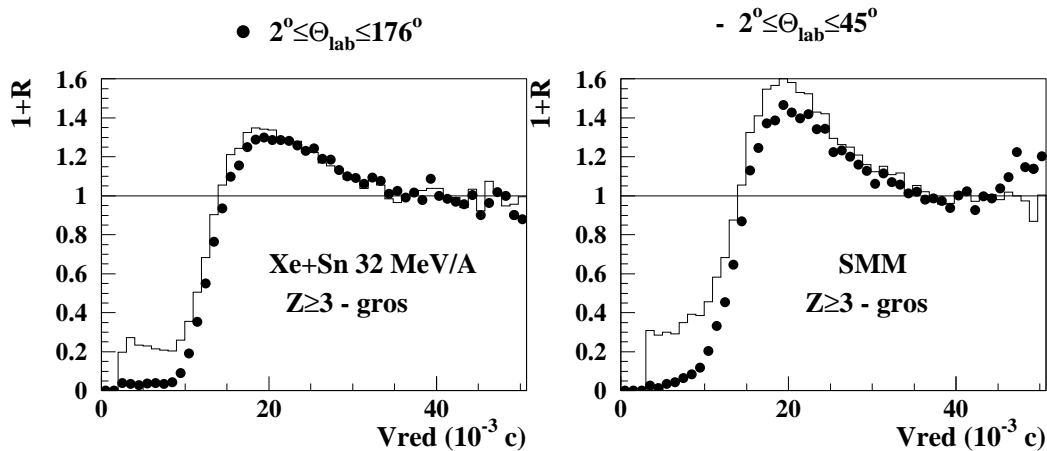 ● 2°≤Θlab≤176°
- 2°≤Θlab≤45°
1+R
1.6
1.4
1.2
1
0.8
0.6
0.4
0.2
0
Xe+Sn 32 MeV/A
Z≥3 - gros
0 20 40
Vred (10⁻³ c)
1+R
1.6
1.4
1.2
1
0.8
0.6
0.4
0.2
0
SMM
Z≥3 - gros
0 20 40
Vred (10⁻³ c)